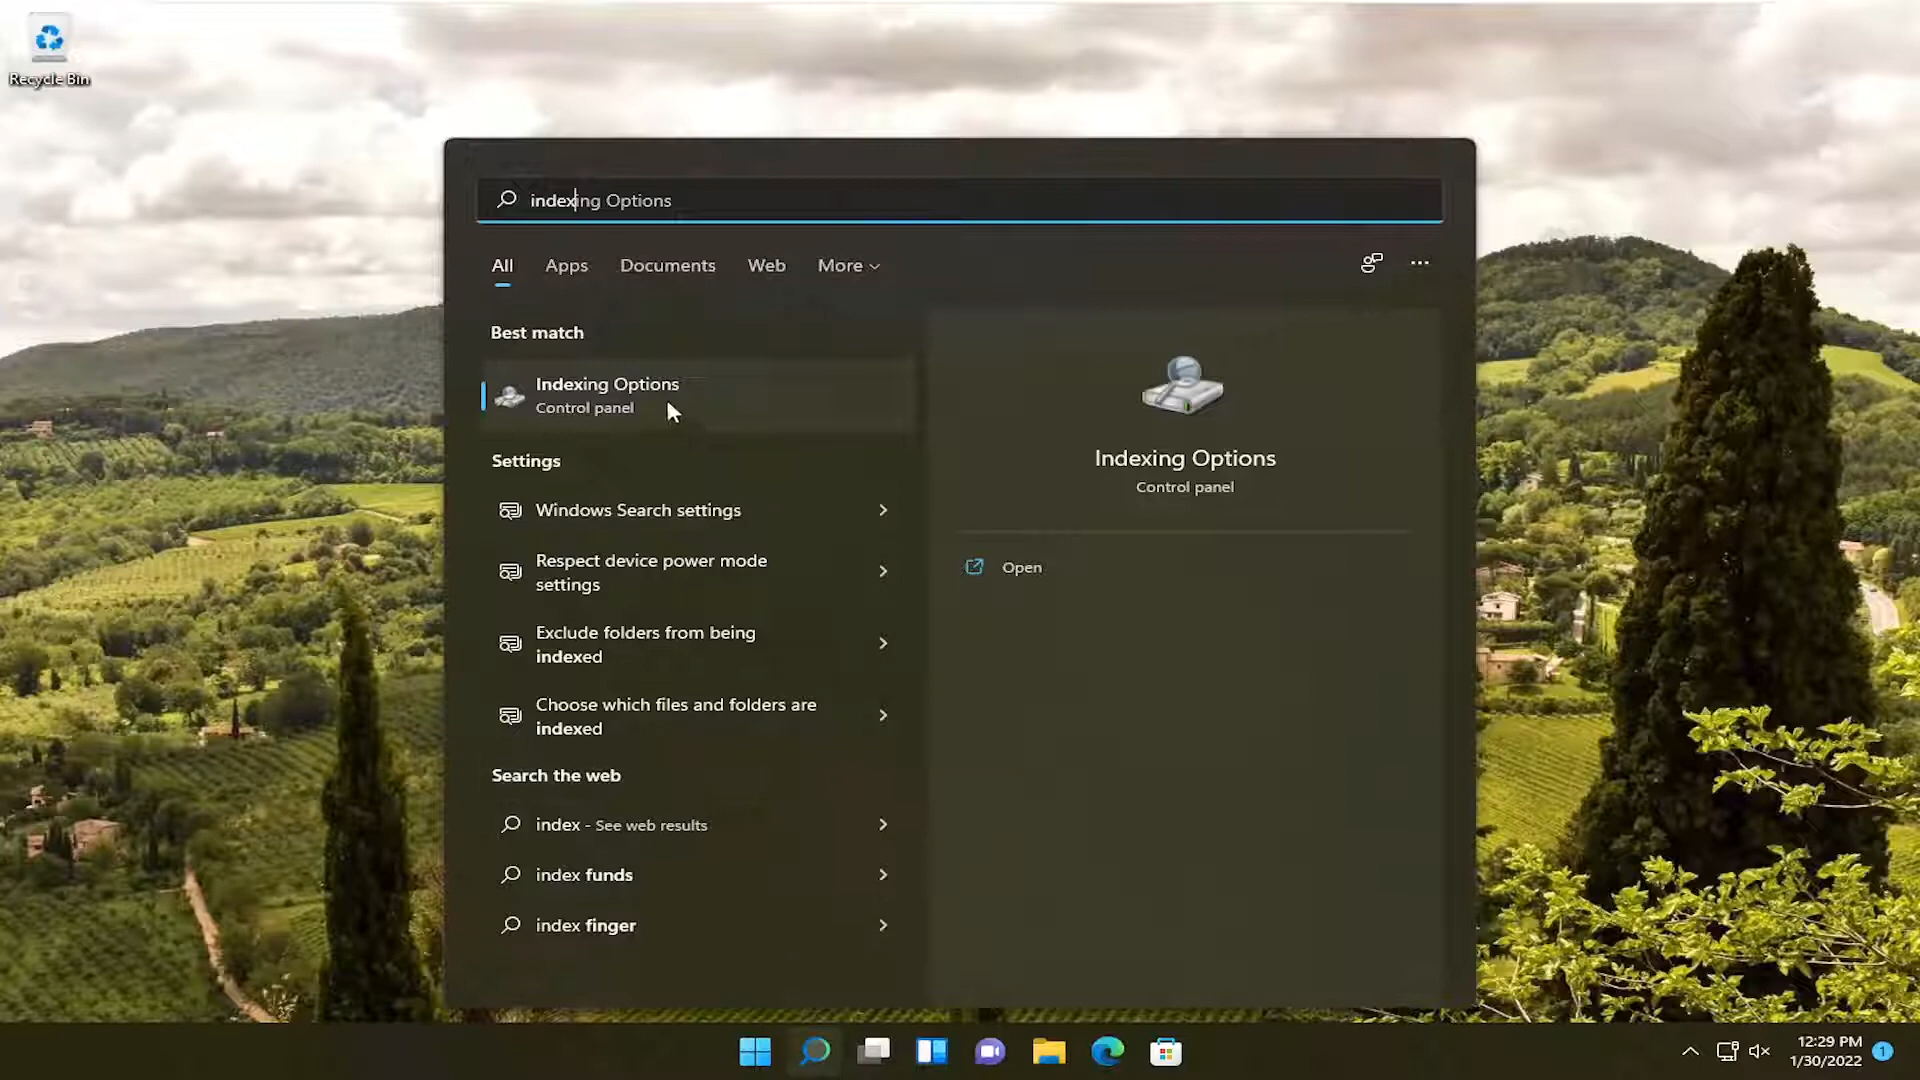 Recycle Bin
indexing Options
All Apps Documents Web More
Best match
Indexing Options
Control panel
Settings
Windows Search settings
Respect device power mode
settings
Exclude folders from being
indexed
Choose which files and folders are
indexed
Search the web
index - See web results
index funds
index finger
Indexing Options
Control panel
Open
12:29 PM
1/30/2022
1